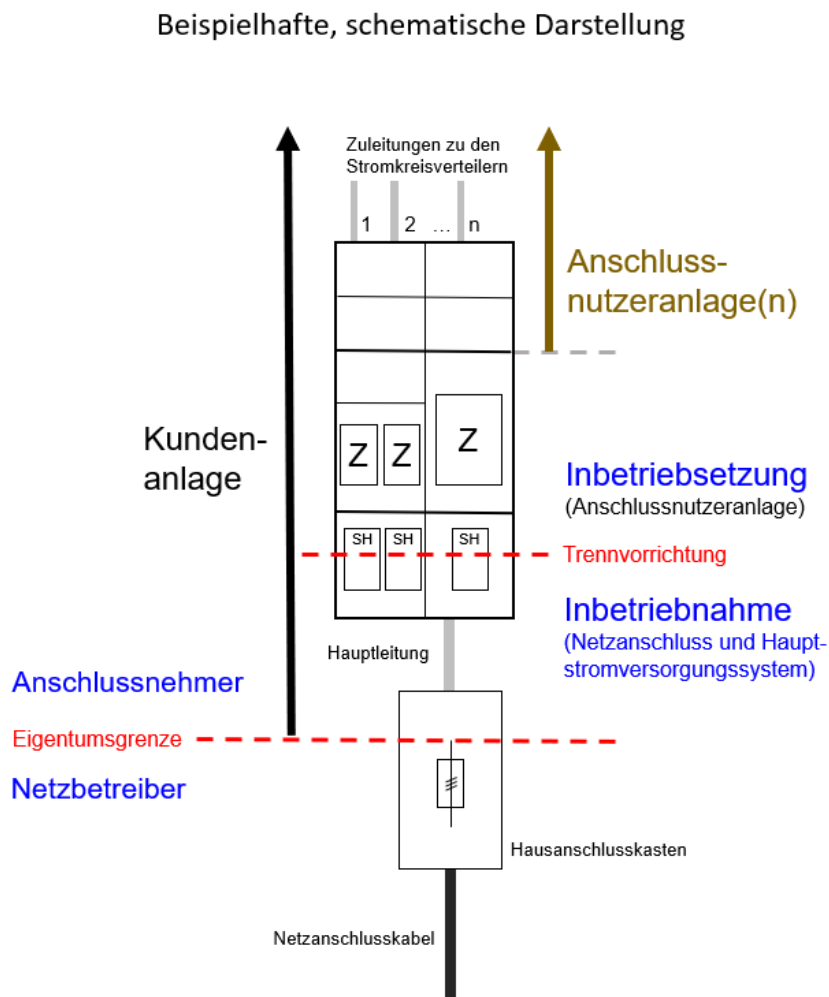 Beispielhafte, schematische Darstellung
Zuleitungen zu den
Stromkreisverteilern
1 2 ... n
Anschluss-
nutzeranlage(n)
Kunden-
anlage
Z Z Z
Inbetriebsetzung
(Anschlussnutzeranlage)
SH SH SH
Trennvorrichtung
Inbetriebnahme
(Netzanschluss und Haupt-
stromversorgungssystem)
Hauptleitung
Anschlussnehmer
Eigentumsgrenze
Netzbetreiber
Hausanschlusskasten
Netzanschlusskabel